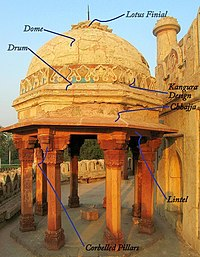 Lotus Finial
Dome
Drum
Kangura
Design
Chhajja
Lintel
Corbelled Pillars